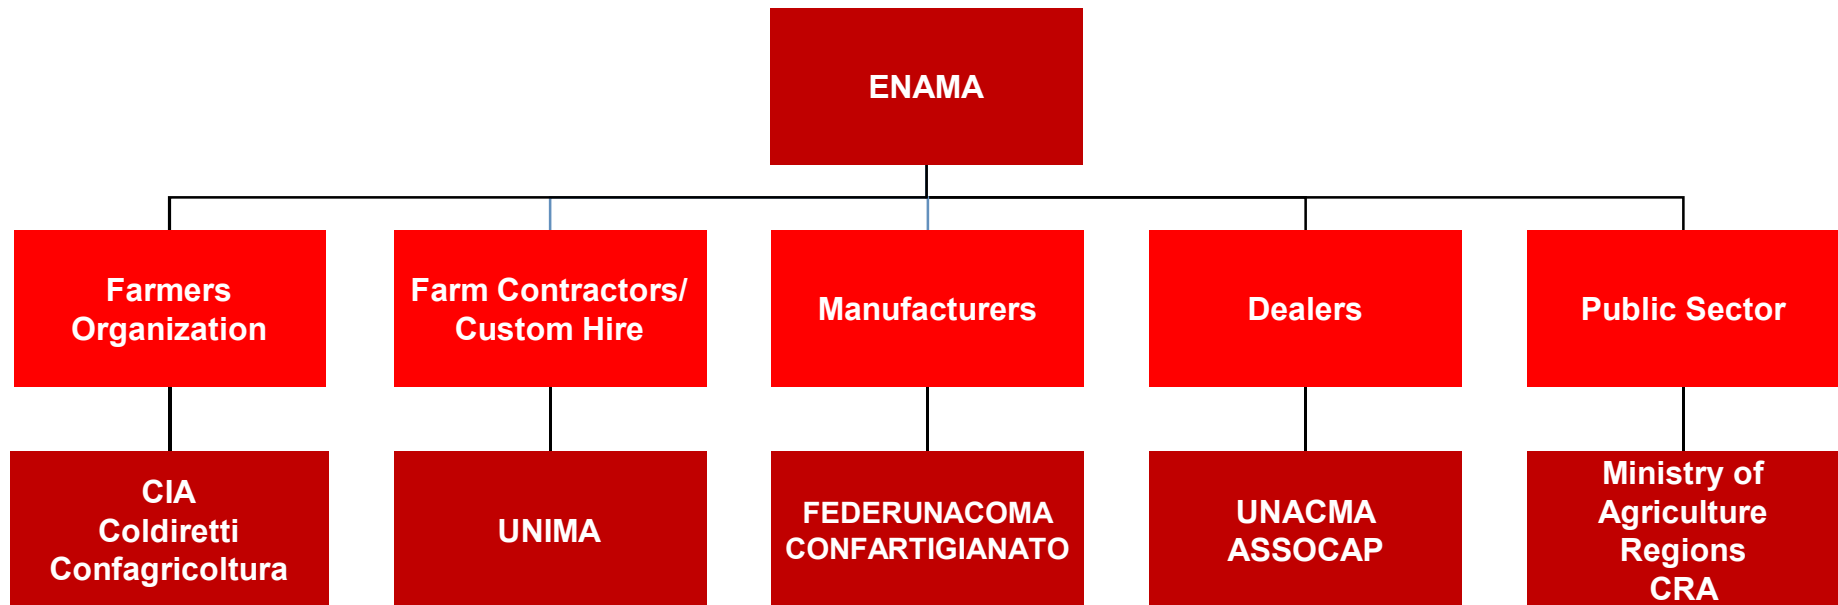 ENAMA
Farmers
Organization
Farm Contractors/
Custom Hire
Manufacturers
Dealers
Public Sector
CIA
Coldiretti
Confagricoltura
UNIMA
FEDERUNACOMA
CONFARTIGIANATO
UNACMA
ASSOCAP
Ministry of
Agriculture
Regions
CRA